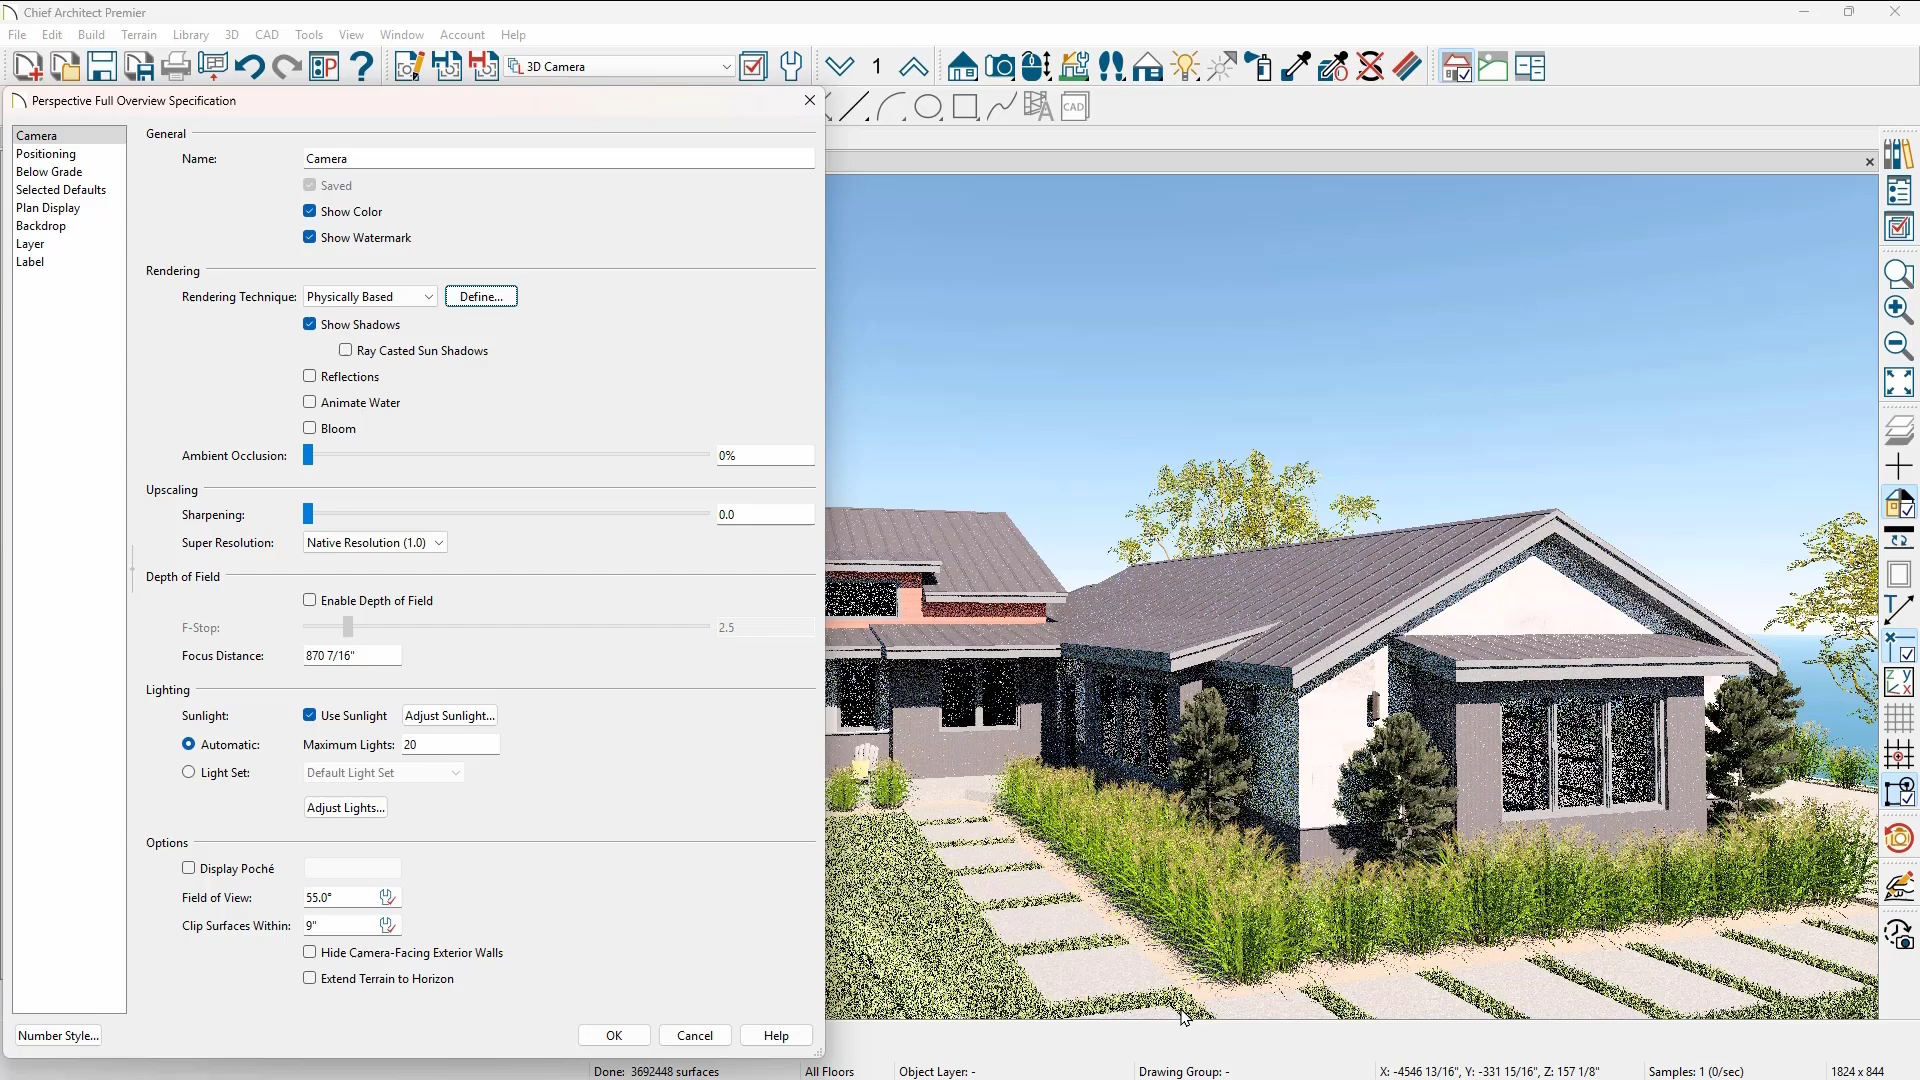 Chief Architect Premier
File Edit Build Terrain Library 3D CAD Tools View Window Account Help
3D Camera
1
CAD
Perspective Full Overview Specification
Camera
Positioning
Below Grade
Selected Defaults
Plan Display
Backdrop
Layer
Label
General
Name: Camera
Saved
Show Color
Show Watermark
Rendering
Rendering Technique: Physically Based Define...
Show Shadows
Ray Casted Sun Shadows
Reflections
Animate Water
Bloom
Ambient Occlusion: 0%
Upscaling
Sharpening: 0.0
Super Resolution: Native Resolution (1.0)
Depth of Field
Enable Depth of Field
F-Stop: 2.5
Focus Distance: 870 7/16"
Lighting
Sunlight: Use Sunlight Adjust Sunlight...
Automatic: Maximum Lights: 20
Light Set: Default Light Set
Adjust Lights...
Options
Display Poché
Field of View: 55.0°
Clip Surfaces Within: 9"
Hide Camera-Facing Exterior Walls
Extend Terrain to Horizon
Number Style... OK Cancel Help
Done: 3692448 surfaces All Floors Object Layer: - Drawing Group: - X: -4546 13/16", Y: -331 15/16", Z: 157 1/8" Samples: 1 (0/sec) 1824 x 844